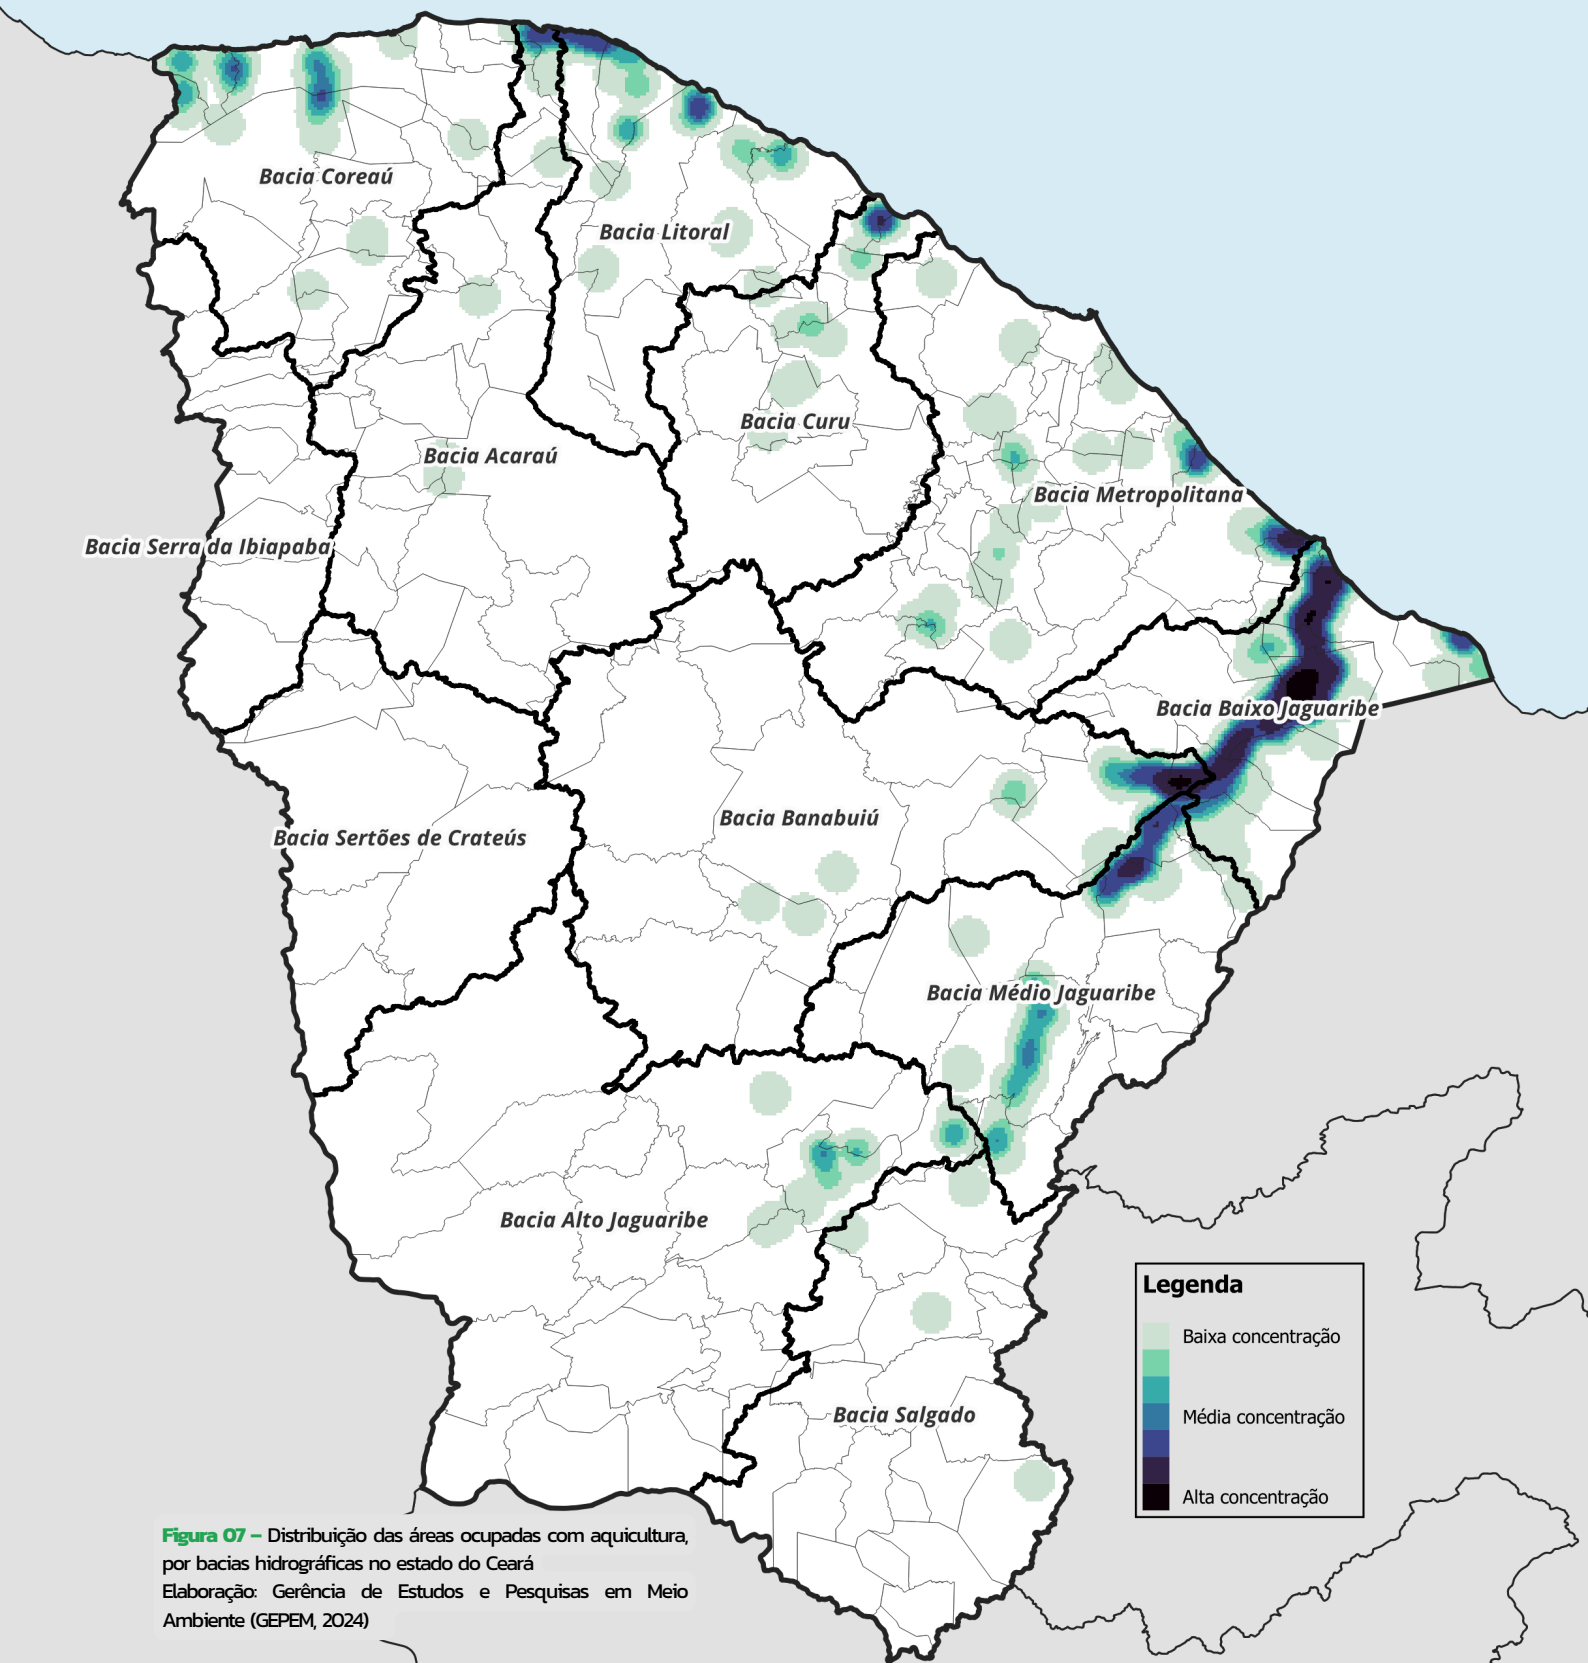 Bacia Coreaú
Bacia Litoral
Bacia Curu
Bacia Acaraú
Bacia Metropolitana
Bacia Serra da Ibiapaba
Bacia Baixo Jaguaribe
Bacia Banabuiú
Bacia Sertões de Crateús
Bacia Médio Jaguaribe
Bacia Alto Jaguaribe
Bacia Salgado
Legenda
Baixa concentração
Média concentração
Alta concentração
Figura 07 – Distribuição das áreas ocupadas com aquicultura,
por bacias hidrográficas no estado do Ceará
Elaboração: Gerência de Estudos e Pesquisas em Meio
Ambiente (GEPEM, 2024)